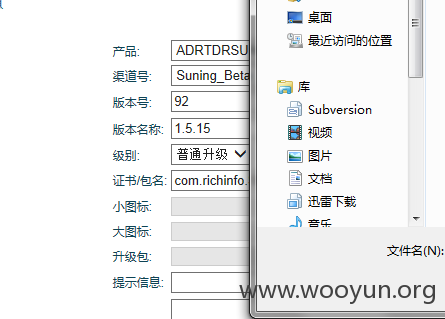 产品: ADRTDRSU
渠道号: Suning_Beta
版本号: 92
版本名称: 1.5.15
级别: 普通升级
证书/包名: com.richinfo.
小图标:
大图标:
升级包:
提示信息:
桌面
最近访问的位置
库
Subversion
视频
图片
文档
迅雷下载
音乐
文件名(N):
www.wooyun.org